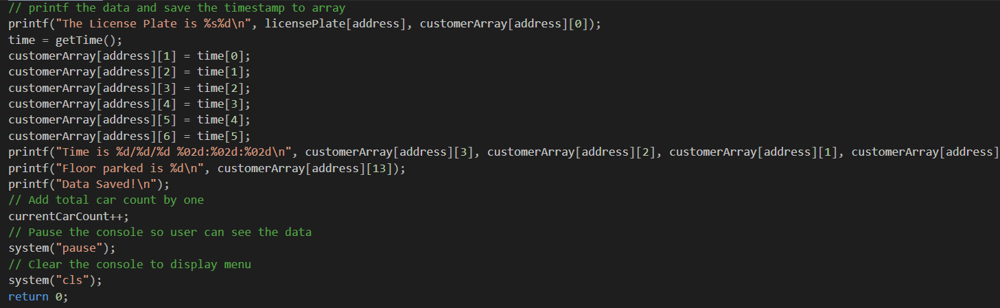 // printf the data and save the timestamp to array
printf("The License Plate is %s%d\n", licensePlate[address], customerArray[address][0]);
time = getTime();
customerArray[address][1] = time[0];
customerArray[address][2] = time[1];
customerArray[address][3] = time[2];
customerArray[address][4] = time[3];
customerArray[address][5] = time[4];
customerArray[address][6] = time[5];
printf("Time is %d/%d/%d %02d:%02d:%02d\n", customerArray[address][3], customerArray[address][2], customerArray[address][1], customerArray[address]
printf("Floor parked is %d\n", customerArray[address][13]);
printf("Data Saved!\n");
// Add total car count by one
currentCarCount++;
// Pause the console so user can see the data
system("pause");
// Clear the console to display menu
system("cls");
return 0;